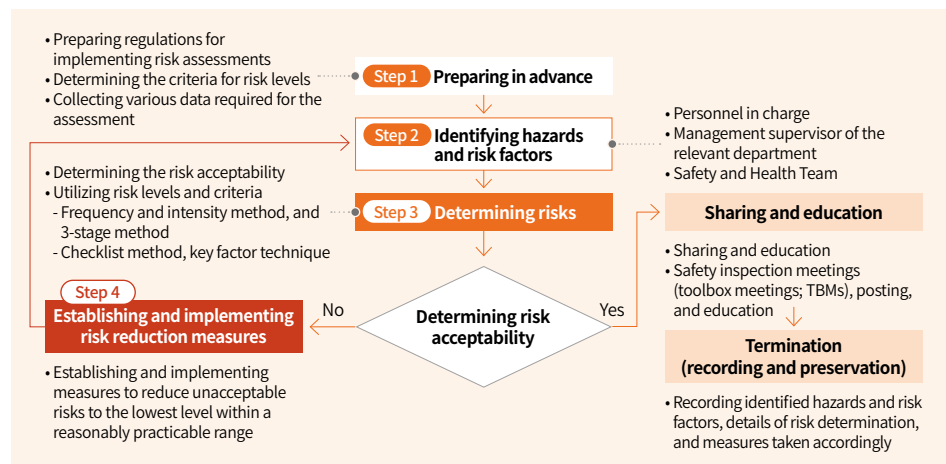 • Preparing regulations for
implementing risk assessments
• Determining the criteria for risk levels
• Collecting various data required for the
assessment
Step 1 Preparing in advance
Step 2 Identifying hazards
and risk factors
• Personnel in charge
• Management supervisor of the
relevant department
• Safety and Health Team
• Determining the risk acceptability
• Utilizing risk levels and criteria
- Frequency and intensity method, and
3-stage method
- Checklist method, key factor technique
Step 3 Determining risks
Determining risk
acceptability
No
Yes
Step 4
Establishing and implementing
risk reduction measures
• Establishing and implementing
measures to reduce unacceptable
risks to the lowest level within a
reasonably practicable range
Sharing and education
• Sharing and education
• Safety inspection meetings
(toolbox meetings; TBMs), posting,
and education
Termination
(recording and preservation)
• Recording identified hazards and risk
factors, details of risk determination,
and measures taken accordingly